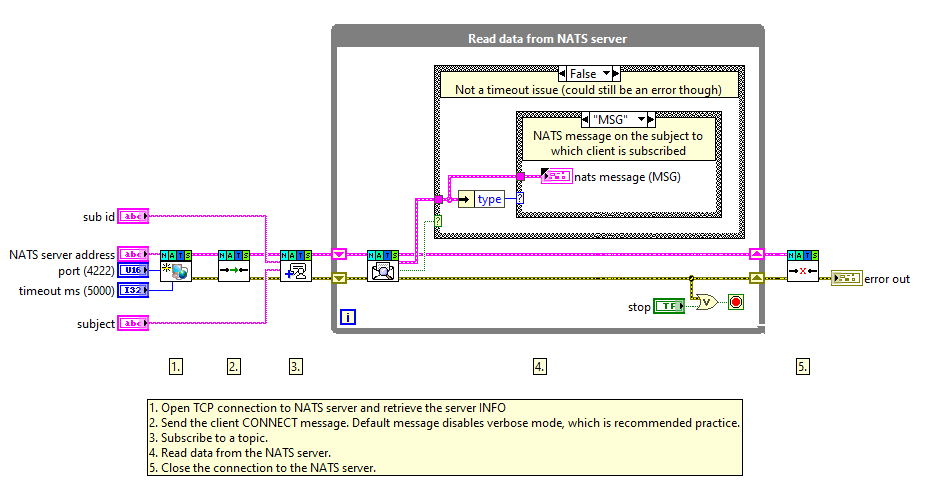 Read data from NATS server
False
Not a timeout issue (could still be an error though)
"MSG"
NATS message on the subject to
which client is subscribed
nats message (MSG)
type
?
?
sub id
abc
NATS server address
abc
NATS
NATS
NATS
NATS
NATS
port (4222)
U16
timeout ms (5000)
I32
error out
stop
TF
V
subject
abc
i
1.
2.
3.
4.
5.
1. Open TCP connection to NATS server and retrieve the server INFO
2. Send the client CONNECT message. Default message disables verbose mode, which is recommended practice.
3. Subscribe to a topic.
4. Read data from the NATS server.
5. Close the connection to the NATS server.